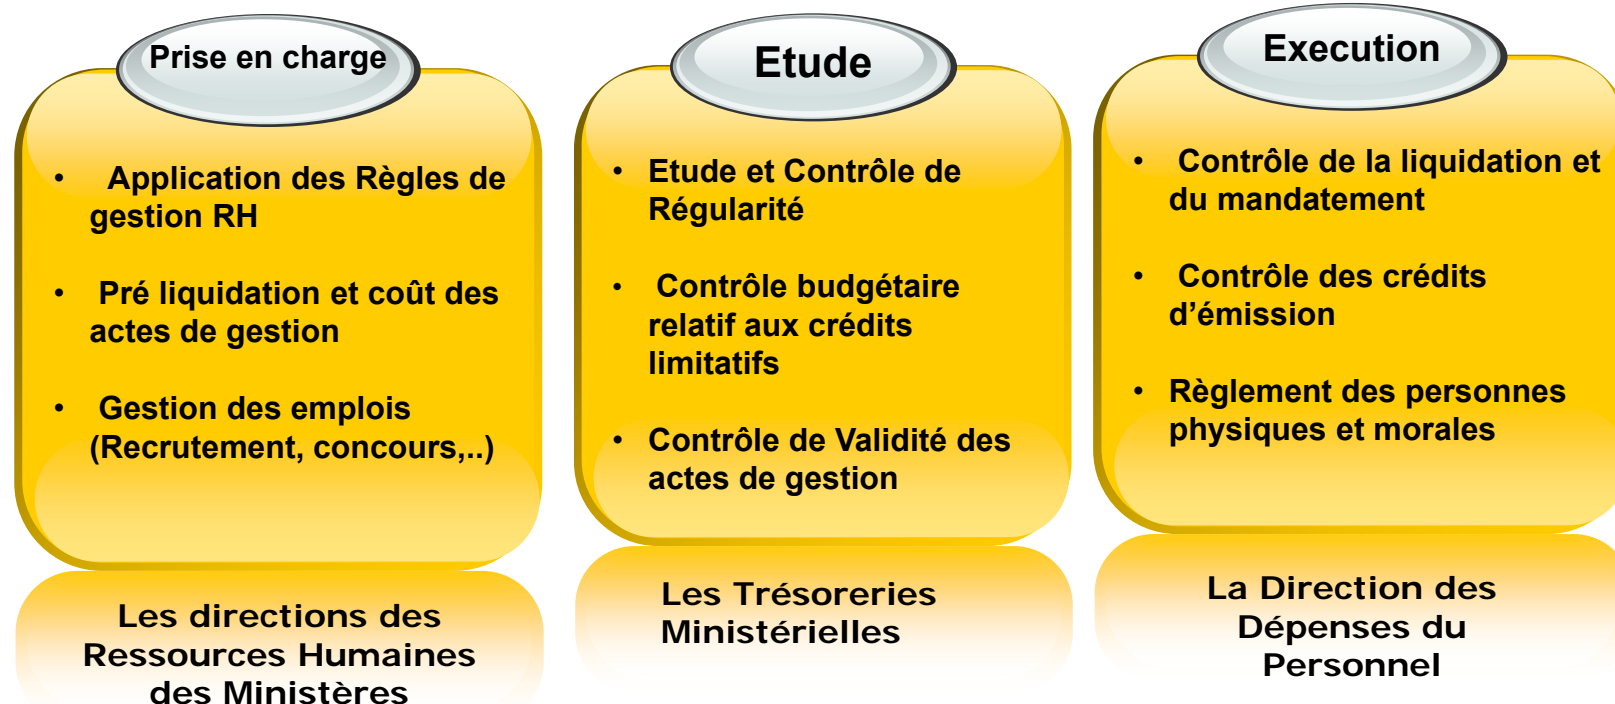 Prise en charge
• Application des Règles de
gestion RH
• Pré liquidation et coût des
actes de gestion
• Gestion des emplois
(Recrutement, concours,..)
Les directions des
Ressources Humaines
des Ministères
Etude
• Etude et Contrôle de
Régularité
• Contrôle budgétaire
relatif aux crédits
limitatifs
• Contrôle de Validité des
actes de gestion
Les Trésoreries
Ministérielles
Execution
• Contrôle de la liquidation et
du mandatement
• Contrôle des crédits
d’émission
• Règlement des personnes
physiques et morales
La Direction des
Dépenses du
Personnel